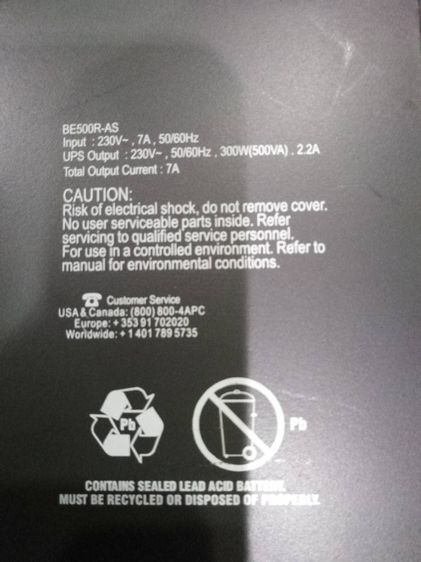 BE500R-AS
Input : 230V~ , 7A , 50/60Hz
UPS Output : 230V~ , 50/60Hz , 300W(500VA) , 2.2A
Total Output Current : 7A
CAUTION:
Risk of electrical shock, do not remove cover.
No user serviceable parts inside. Refer
servicing to qualified service personnel.
For use in a controlled environment. Refer to
manual for environmental conditions.
Customer Service
USA & Canada: (800) 800-4APC
Europe: + 353 91 702020
Worldwide: + 1 401 789 5735
Pb Pb
CONTAINS SEALED LEAD ACID BATTERY.
MUST BE RECYCLED OR DISPOSED OF PROPERLY.